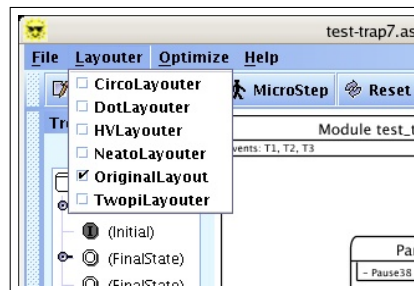 test-trap7.as
File Layouter Optimize Help
CircoLayouter
DotLayouter
HVLayouter
NeatoLayouter
OriginalLayout
TwopiLayouter
MicroStep Reset
Tr
Module test_t
vents: T1, T2, T3
(Initial)
(FinalState)
(FinalState)
Pa
- Pause38